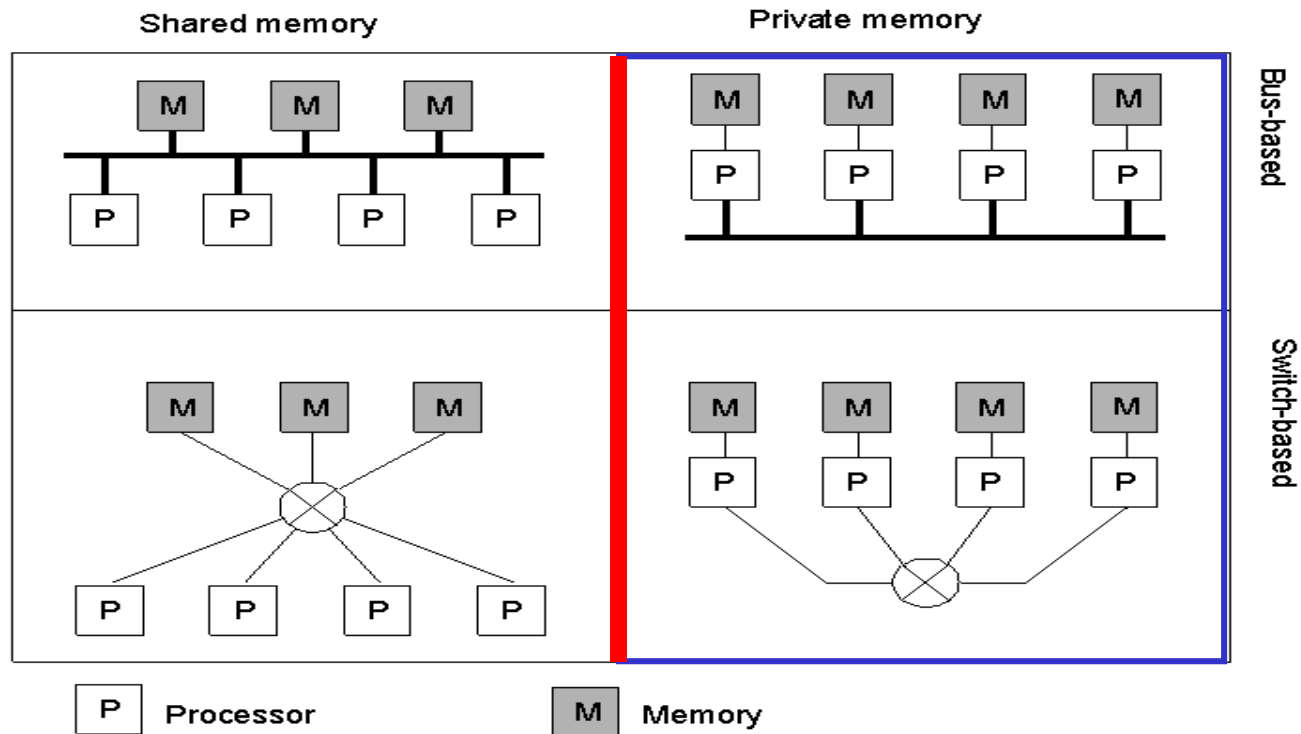 Shared memory
Private memory
M M M
P P P P
M M M M
P P P P
Bus-based
M M M
P P P P
M M M M
P P P P
Switch-based
P Processor
M Memory